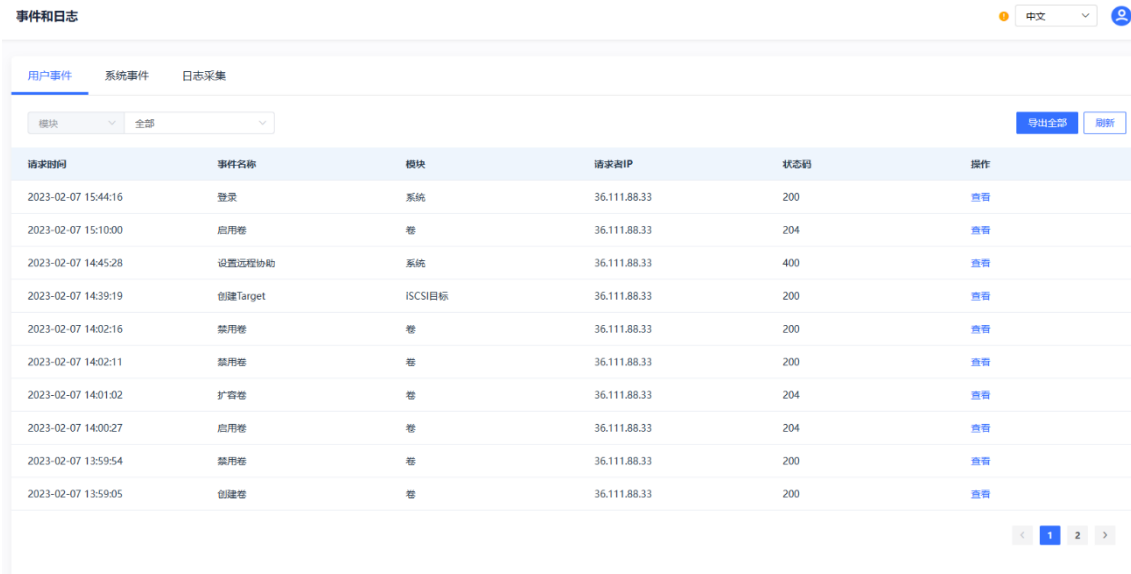 事件和日志 中文
用户事件 系统事件 日志采集
模块 全部 导出全部 刷新
请求时间 事件名称 模块 请求者IP 状态码 操作
2023-02-07 15:44:16 登录 系统 36.111.88.33 200 查看
2023-02-07 15:10:00 启用卷 卷 36.111.88.33 204 查看
2023-02-07 14:45:28 设置远程协助 系统 36.111.88.33 400 查看
2023-02-07 14:39:19 创建Target iSCSI目标 36.111.88.33 200 查看
2023-02-07 14:02:16 禁用卷 卷 36.111.88.33 200 查看
2023-02-07 14:02:11 禁用卷 卷 36.111.88.33 200 查看
2023-02-07 14:01:02 扩容卷 卷 36.111.88.33 204 查看
2023-02-07 14:00:27 启用卷 卷 36.111.88.33 204 查看
2023-02-07 13:59:54 禁用卷 卷 36.111.88.33 200 查看
2023-02-07 13:59:05 创建卷 卷 36.111.88.33 200 查看
1 2